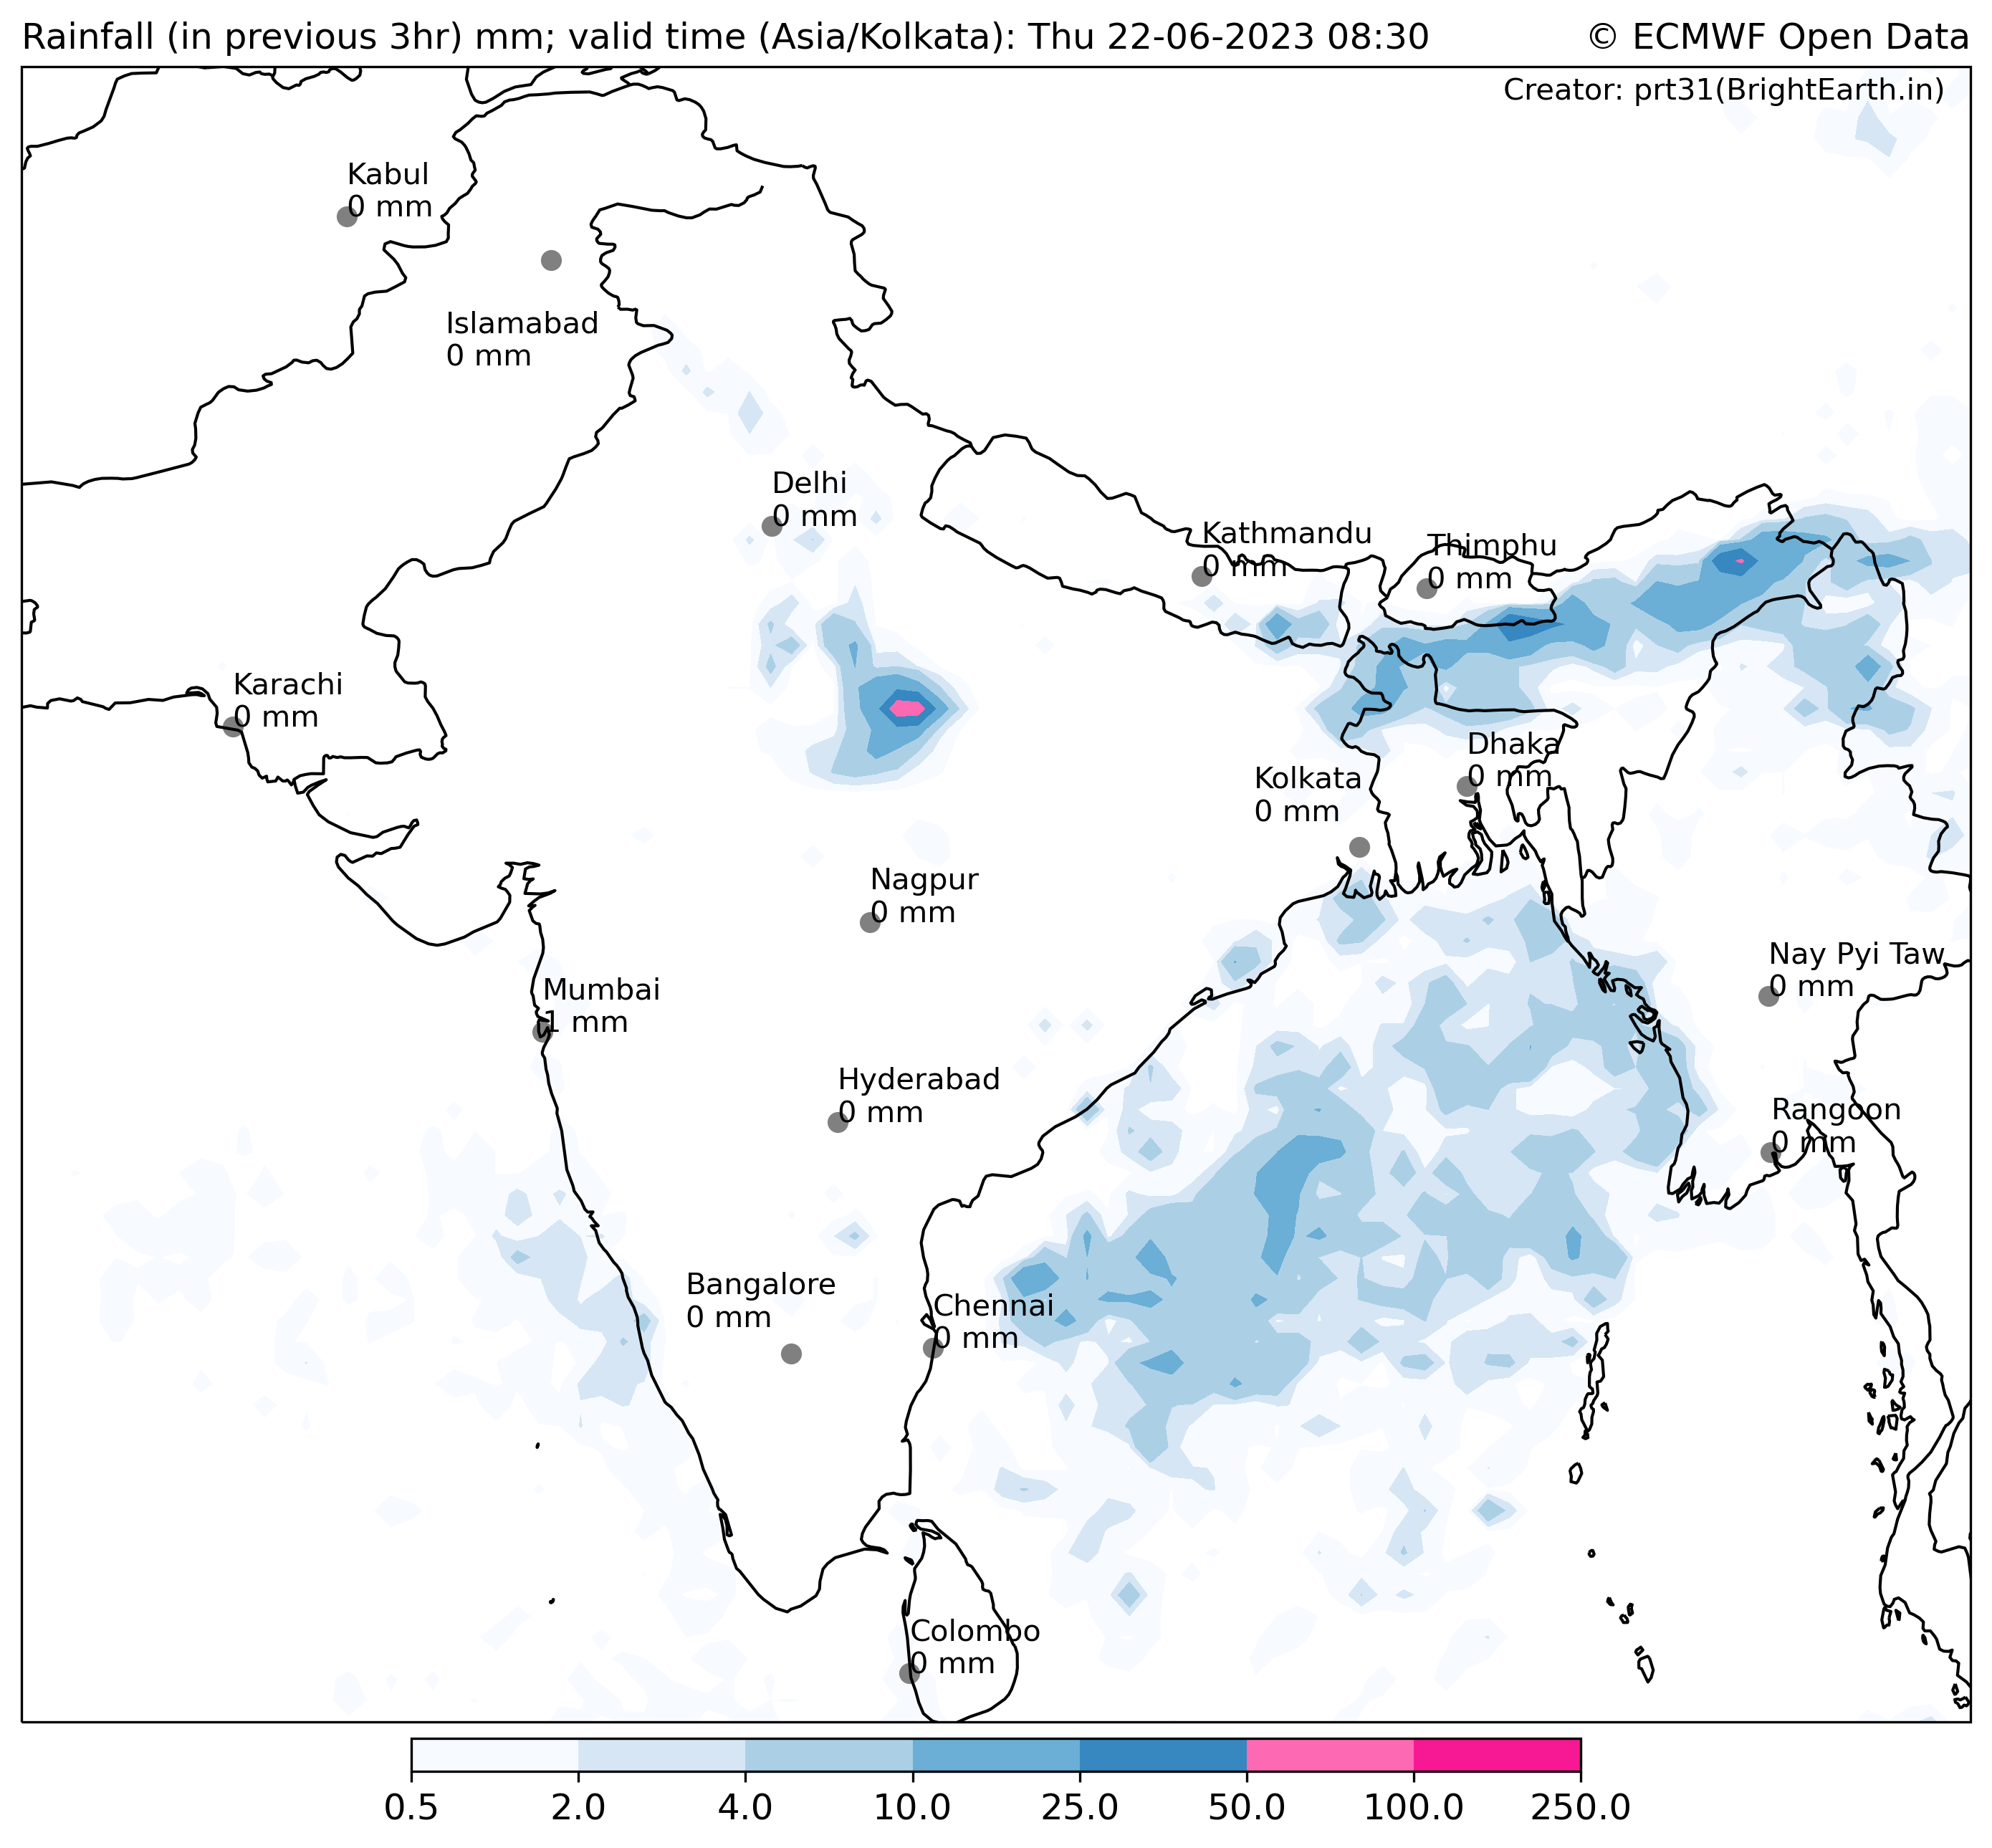 Rainfall (in previous 3hr) mm; valid time (Asia/Kolkata): Thu 22-06-2023 08:30
© ECMWF Open Data
Creator: prt31(BrightEarth.in)
Kabul
0 mm
Islamabad
0 mm
Delhi
0 mm
Kathmandu
0 mm
Thimphu
0 mm
Karachi
0 mm
Dhaka
0 mm
Kolkata
0 mm
Nagpur
0 mm
Nay Pyi Taw
0 mm
Mumbai
1 mm
Hyderabad
0 mm
Rangoon
0 mm
Bangalore
0 mm
Chennai
0 mm
Colombo
0 mm
0.5 2.0 4.0 10.0 25.0 50.0 100.0 250.0